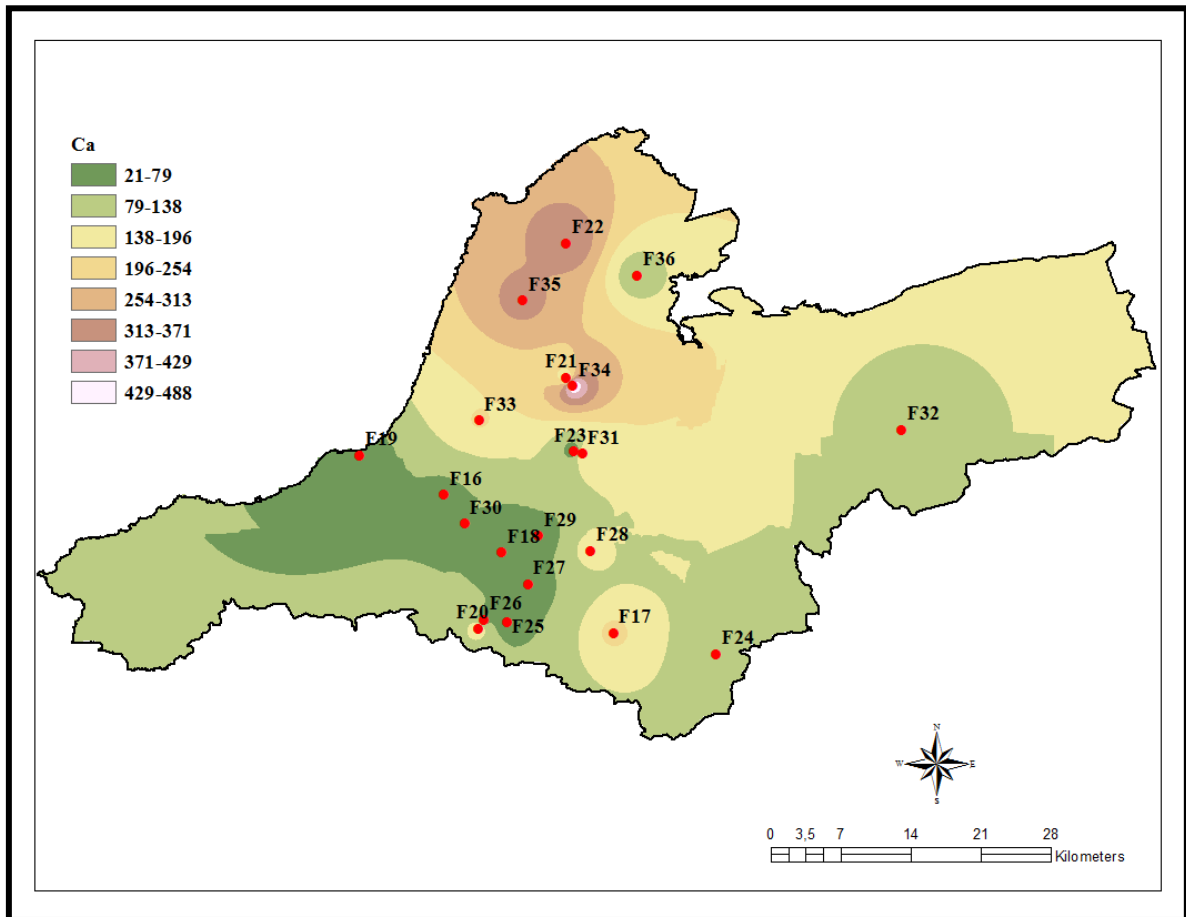 Ca
21-79
79-138
138-196
196-254
254-313
313-371
371-429
429-488
F22
F36
F35
F21
F34
F33
F32
F19
F23
F31
F16
F30
F29
F18
F28
F27
F26
F20
F25
F17
F24
N
W
E
S
0 3,5 7 14 21 28
Kilometers